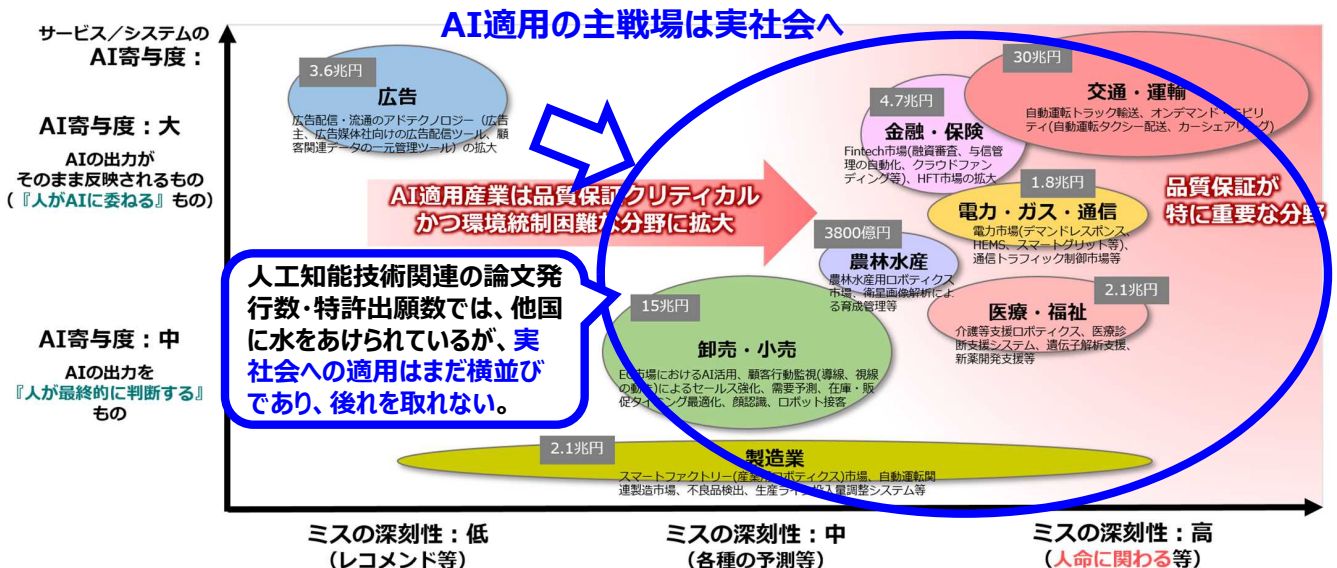 AI適用の主戦場は実社会へ
サービス／システムの
AI寄与度：
AI寄与度：大
AIの出力が
そのまま反映されるもの
（『人がAIに委ねる』もの）
AI寄与度：中
AIの出力を
『人が最終的に判断する』
もの
3.6兆円
広告
広告配信・流通のアドテクノロジー（広告
主、広告媒体社向けの広告配信ツール、顧
客関連データの一元管理ツール）の拡大
30兆円
交通・運輸
自動運転トラック輸送、オンデマンド・モビリ
ティ(自動運転タクシー配送、カーシェアリング)
4.7兆円
金融・保険
Fintech市場(融資審査、与信管
理の自動化、クラウドファン
ディング等)、HFT市場の拡大
AI適用産業は品質保証クリティカル
かつ環境統制困難な分野に拡大
1.8兆円
電力・ガス・通信
電力市場(デマンドレスポンス、
HEMS、スマートグリット等)、
通信トラフィック制御市場等
品質保証が
特に重要な分野
3800億円
農林水産
農林水産用ロボティクス
市場、衛星画像解析によ
る育成管理等
人工知能技術関連の論文発
行数・特許出願数では、他国
に水をあけられているが、実
社会への適用はまだ横並び
であり、後れを取れない。
15兆円
卸売・小売
EC市場におけるAI活用、顧客行動監視(導線、視線
の動き)によるセールス強化、需要予測、在庫・販
促タイミング最適化、顔認識、ロボット接客
2.1兆円
医療・福祉
介護等支援ロボティクス、医療診
断支援システム、遺伝子解析支援、
新薬開発支援等
2.1兆円
製造業
スマートファクトリー(産業用ロボティクス)市場、自動運転関
連製造市場、不良品検出、生産ライン投入量調整システム等
ミスの深刻性：低
（レコメンド等）
ミスの深刻性：中
（各種の予測等）
ミスの深刻性：高
（人命に関わる等）